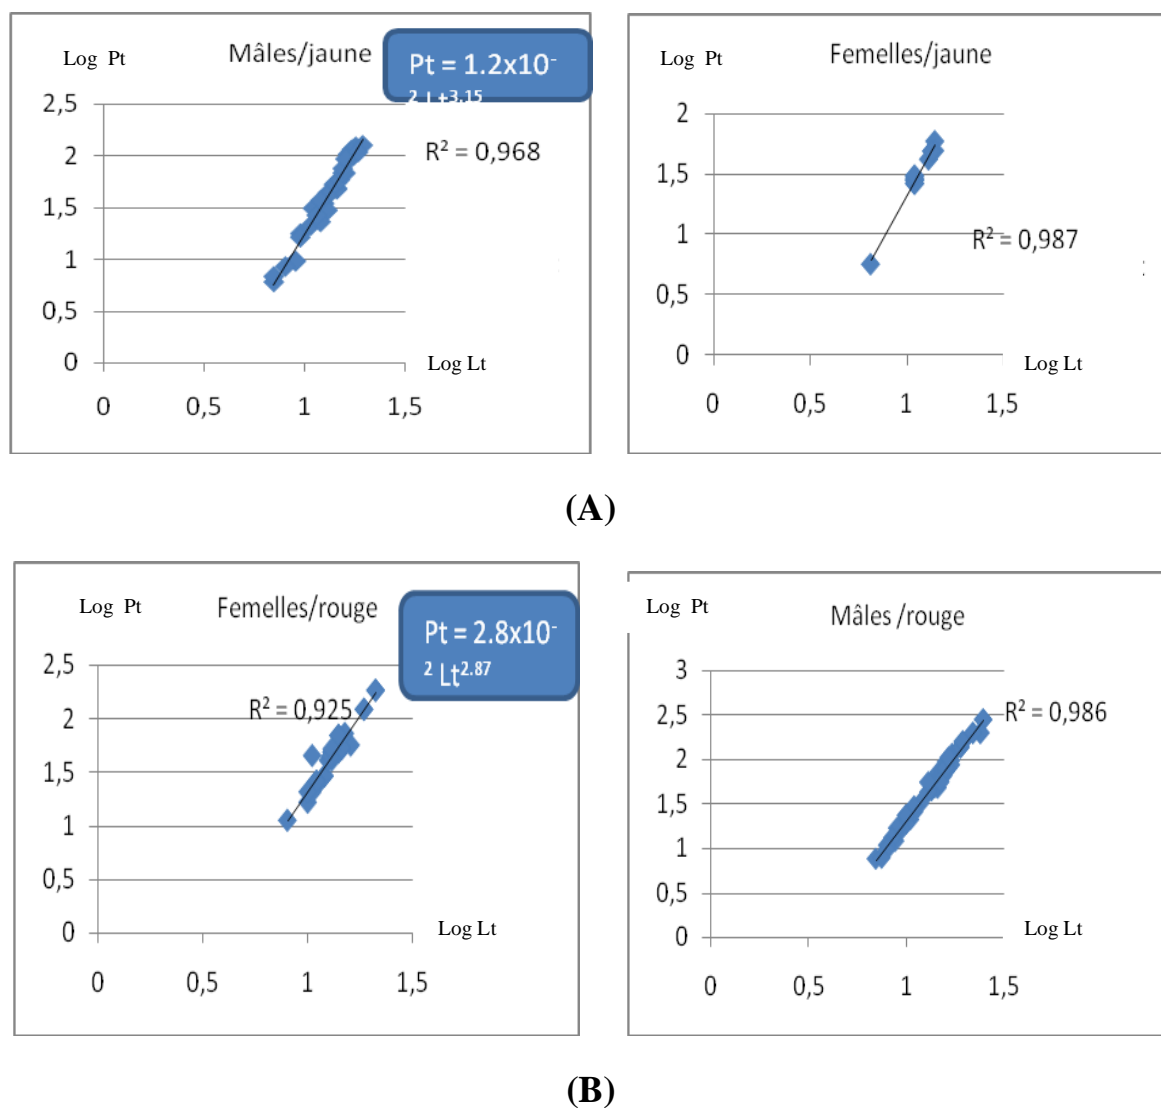 Log Pt
Mâles/jaune
Pt = 1.2x10-
2 Lt3.15
R² = 0,968
2,5
2
1,5
1
0,5
0
Log Lt
0 0,5 1 1,5
Log Pt
Femelles/jaune
2
1,5
1
0,5
0
R² = 0,987
Log Lt
0 0,5 1 1,5
(A)
Log Pt
Femelles/rouge
Pt = 2.8x10-
2 Lt2.87
R² = 0,925
2,5
2
1,5
1
0,5
0
Log Lt
0 0,5 1 1,5
Log Pt
Mâles /rouge
3
2,5
2
1,5
1
0,5
0
R² = 0,986
Log Lt
0 0,5 1 1,5
(B)